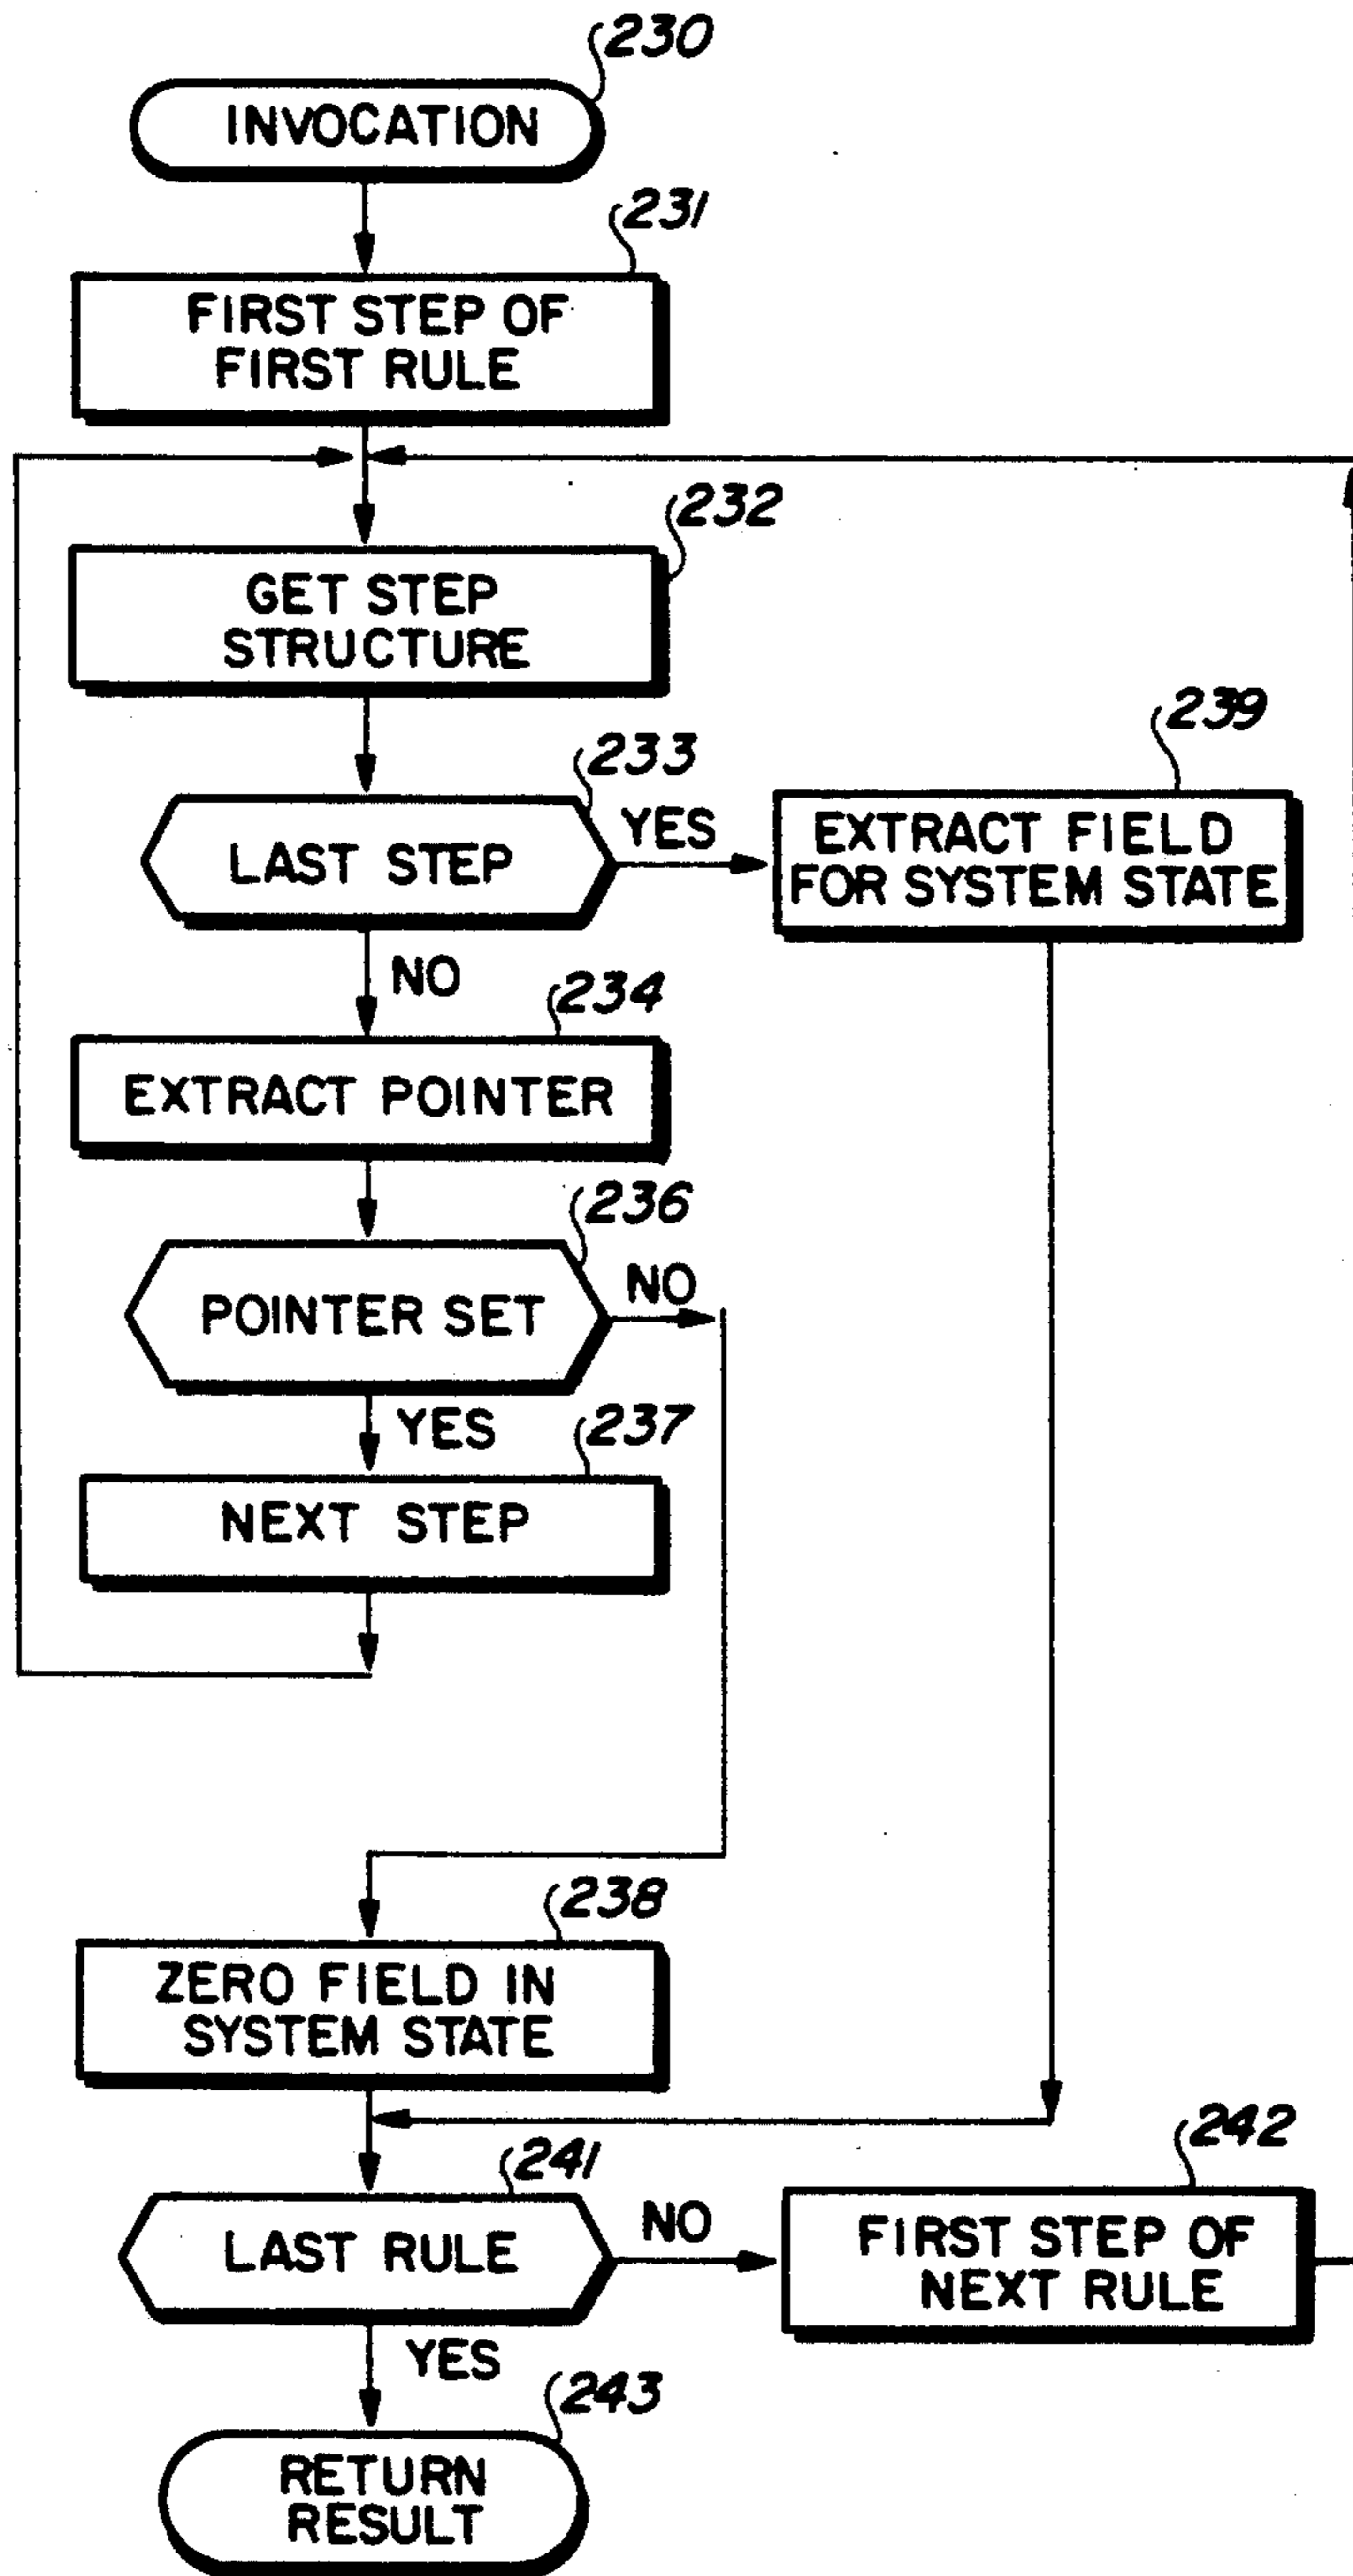 230
INVOCATION
231
FIRST STEP OF
FIRST RULE
232
GET STEP
STRUCTURE
233
LAST STEP
YES
239
EXTRACT FIELD
FOR SYSTEM STATE
NO
234
EXTRACT POINTER
236
POINTER SET
NO
YES
237
NEXT STEP
238
ZERO FIELD IN
SYSTEM STATE
241
LAST RULE
NO
242
FIRST STEP OF
NEXT RULE
YES
243
RETURN
RESULT